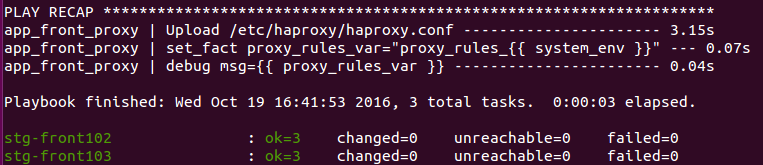 PLAY RECAP ********************************************************************
app_front_proxy | Upload /etc/haproxy/haproxy.conf ---------------------- 3.15s
app_front_proxy | set_fact proxy_rules_var="proxy_rules_{{ system_env }}" --- 0.07s
app_front_proxy | debug msg={{ proxy_rules_var }} ----------------------- 0.04s
Playbook finished: Wed Oct 19 16:41:53 2016, 3 total tasks.  0:00:03 elapsed.
stg-front102               : ok=3    changed=0    unreachable=0    failed=0
stg-front103               : ok=3    changed=0    unreachable=0    failed=0